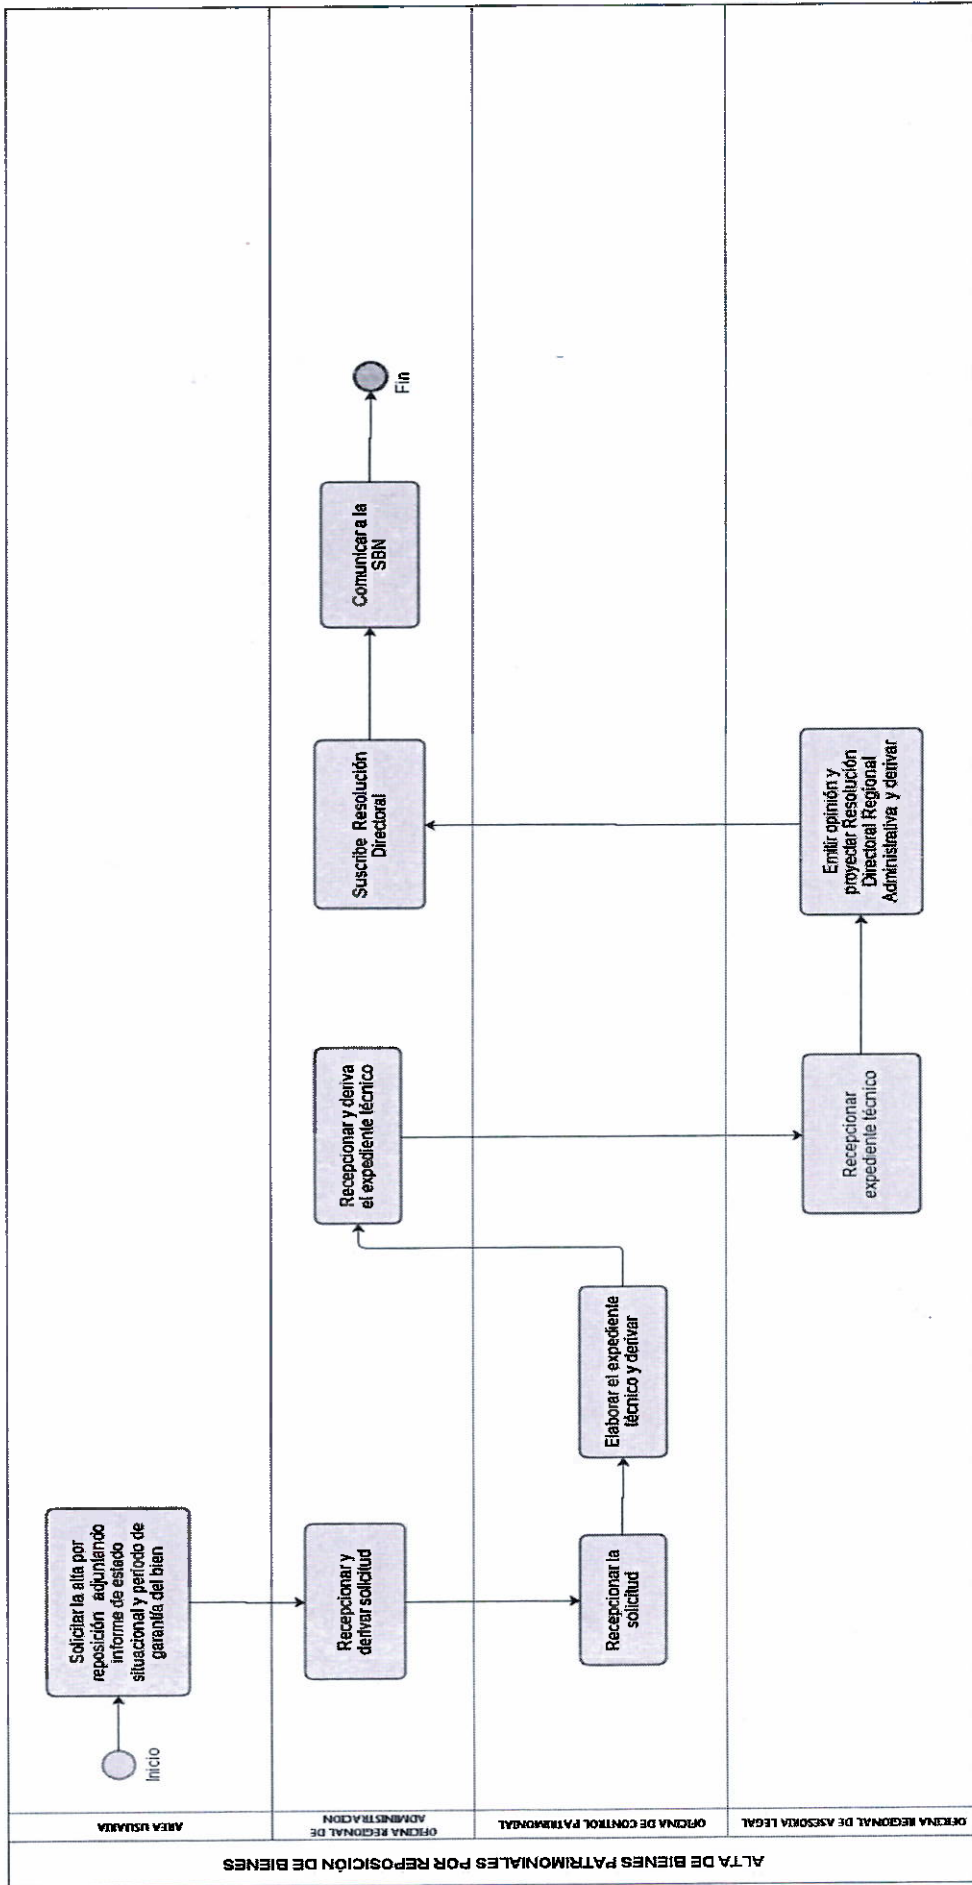 ALTA DE BIENES PATRIMONIALES POR REPOSICIÓN DE BIENES
AREA USUARIA
Inicio
Solicitar la alta por
reposición adjuntando
informe de estado
situacional y periodo de
garantía del bien
OFICINA REGIONAL DE
ADMINISTRACION
Recepcionar y
derivar solicitud
Recepcionar y deriva
el expediente técnico
Suscribe Resolución
Directoral
Comunicar a la
SBN
Fin
OFICINA DE CONTROL PATRIMONIAL
Recepcionar la
solicitud
Elaborar el expediente
técnico y derivar
OFICINA REGIONAL DE ASESORIA LEGAL
Recepcionar
expediente técnico
Emitir opinión y
proyectar Resolución
Directoral Regional
Administrativa y derivar